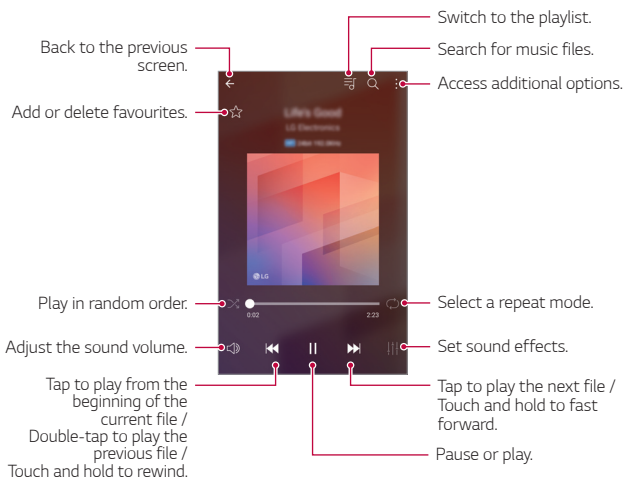 Switch to the playlist.
Back to the previous
screen.
Search for music files.
Access additional options.
Add or delete favourites.
Life's Good
LG Electronics
LG
Play in random order.
Select a repeat mode.
0:02
2:23
Adjust the sound volume.
Set sound effects.
Tap to play from the
beginning of the
current file /
Double-tap to play the
previous file /
Touch and hold to rewind.
Tap to play the next file /
Touch and hold to fast
forward.
Pause or play.